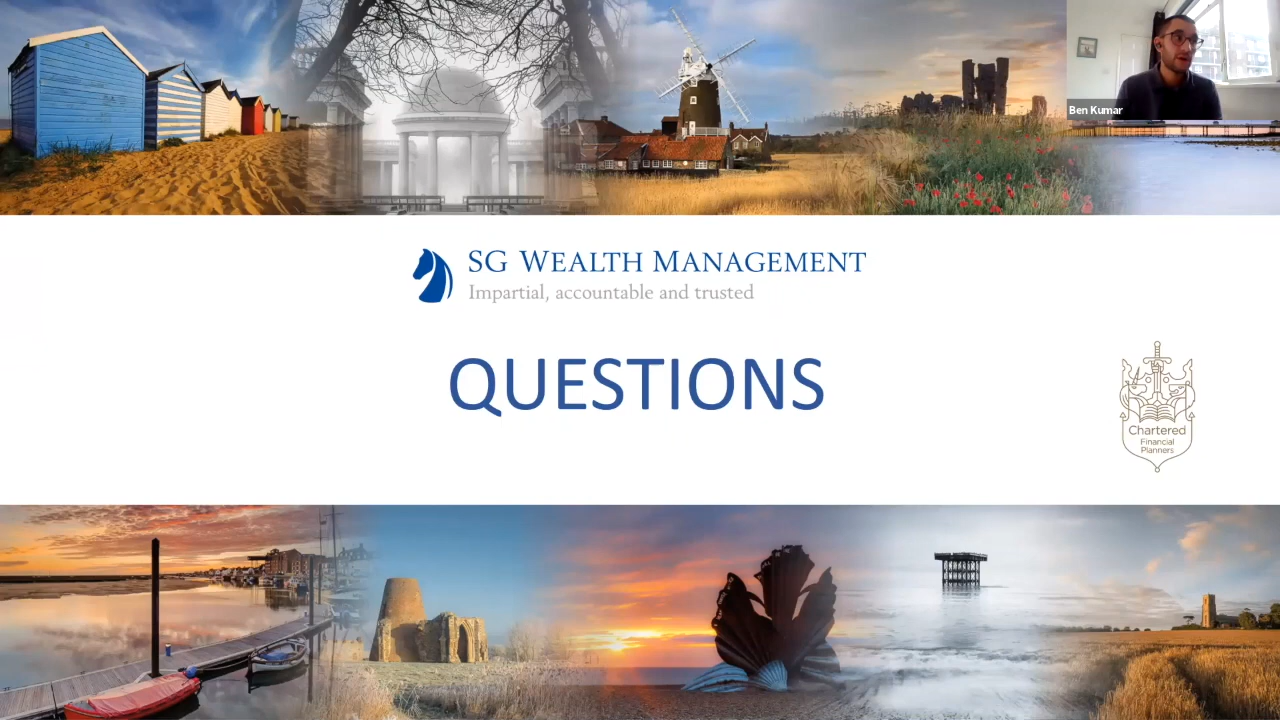 Ben Kumar
SG WEALTH MANAGEMENT
Impartial, accountable and trusted
QUESTIONS
Chartered
Financial
Planners